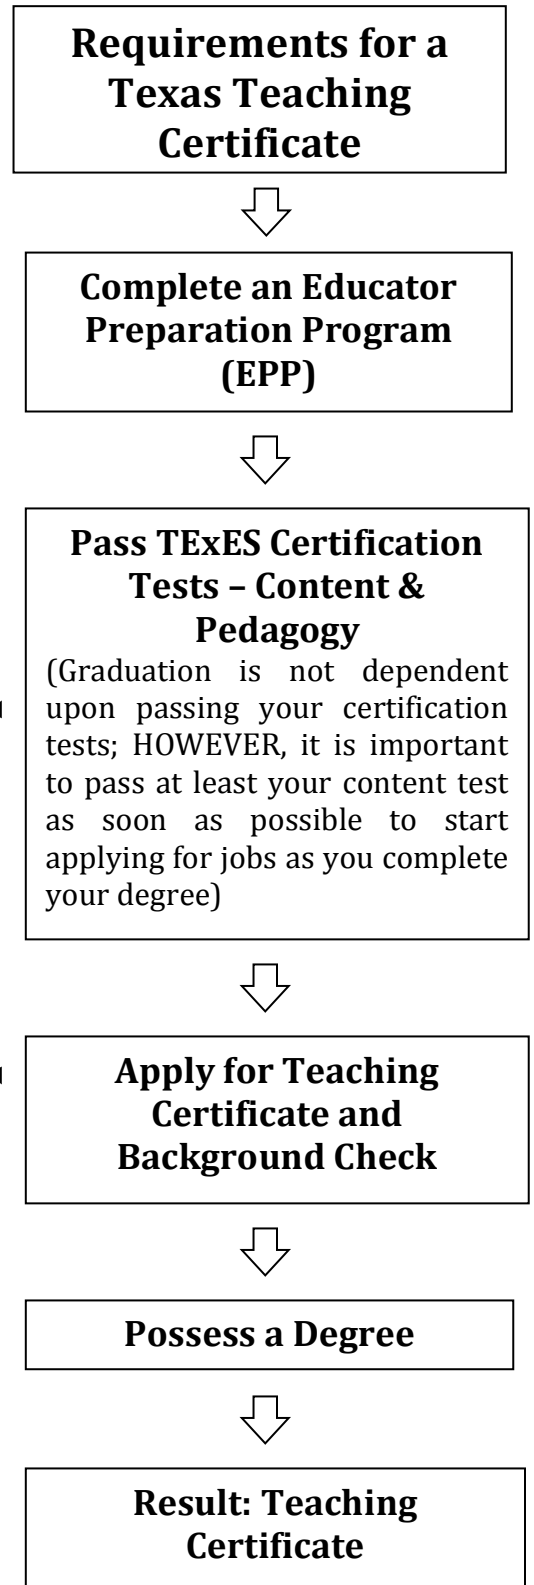 Requirements for a
Texas Teaching
Certificate
Complete an Educator
Preparation Program
(EPP)
Pass TExES Certification
Tests – Content &
Pedagogy
(Graduation is not dependent
upon passing your certification
tests; HOWEVER, it is important
to pass at least your content test
as soon as possible to start
applying for jobs as you complete
your degree)
Apply for Teaching
Certificate and
Background Check
Possess a Degree
Result: Teaching
Certificate